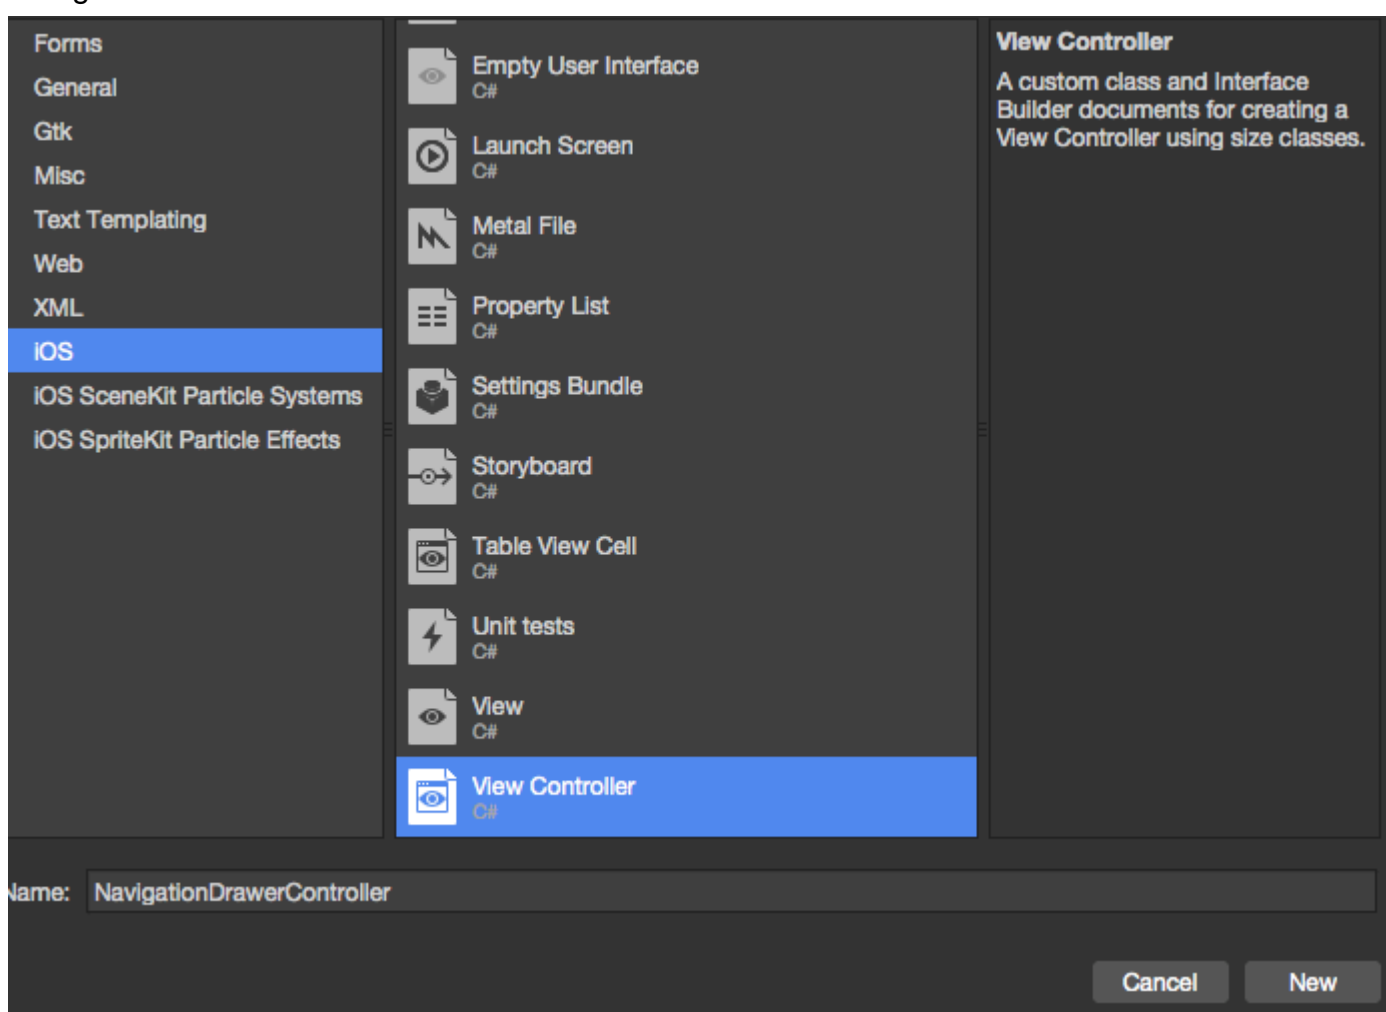 Forms
General
Gtk
Misc
Text Templating
Web
XML
iOS
iOS SceneKit Particle Systems
iOS SpriteKit Particle Effects
Empty User Interface
C#
Launch Screen
C#
Metal File
C#
Property List
C#
Settings Bundle
C#
Storyboard
C#
Table View Cell
C#
Unit tests
C#
View
C#
View Controller
C#
View Controller
A custom class and Interface
Builder documents for creating a
View Controller using size classes.
Name: NavigationDrawerController
Cancel New